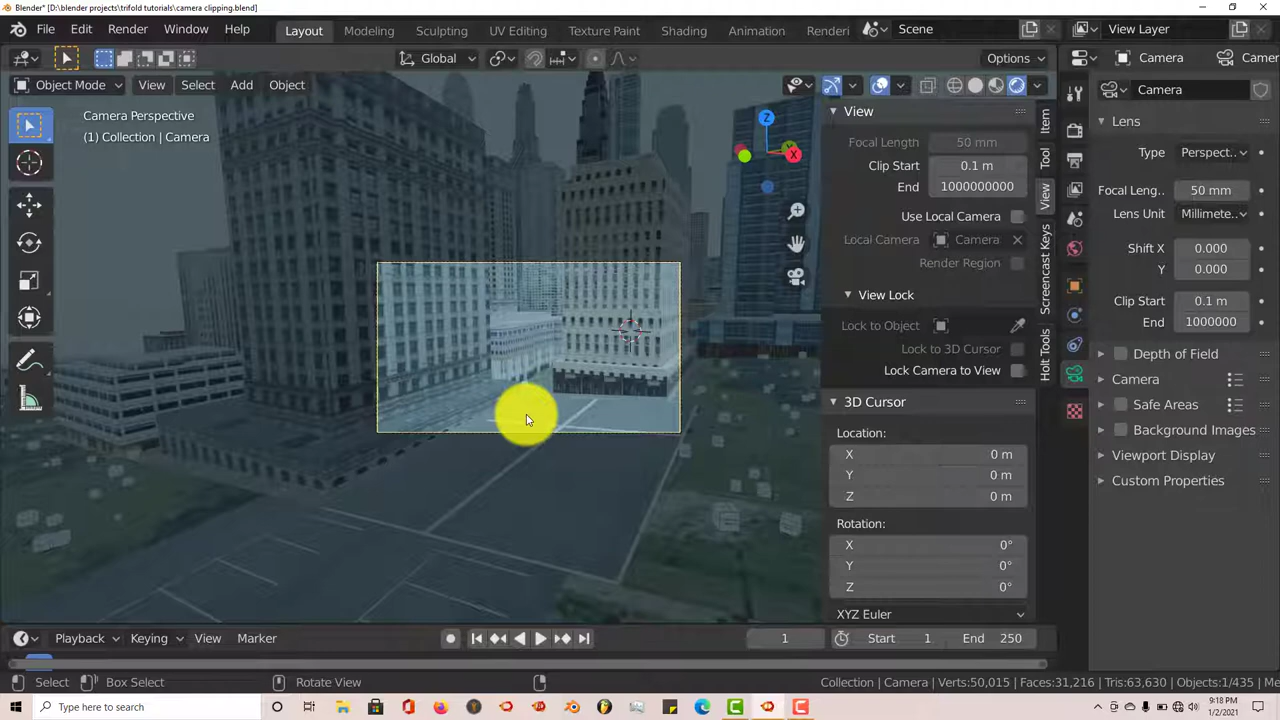 Blender* [D:\blender projects\trifold tutorials\camera clipping.blend]
File Edit Render Window Help Layout Modeling Sculpting UV Editing Texture Paint Shading Animation Renderi Scene View Layer
Global Options Camera Camer
Object Mode View Select Add Object Camera
Camera Perspective
(1) Collection | Camera
Z
Y
X
View
Focal Length 50 mm
Clip Start 0.1 m
End 1000000000
Use Local Camera
Local Camera Camera
Render Region
View Lock
Lock to Object
Lock to 3D Cursor
Lock Camera to View
3D Cursor
Location:
X 0 m
Y 0 m
Z 0 m
Rotation:
X 0°
Y 0°
Z 0°
XYZ Euler
Item
Tool
View
Screencast Keys
Holt Tools
Lens
Type Perspect..
Focal Leng.. 50 mm
Lens Unit Millimete..
Shift X 0.000
Y 0.000
Clip Start 0.1 m
End 1000000
Depth of Field
Camera
Safe Areas
Background Images
Viewport Display
Custom Properties
Playback Keying View Marker 1 Start 1 End 250
Select Box Select Rotate View Collection | Camera | Verts:50,015 | Faces:31,216 | Tris:63,630 | Objects:1/435 | Me
Type here to search
9:18 PM
1/2/2021